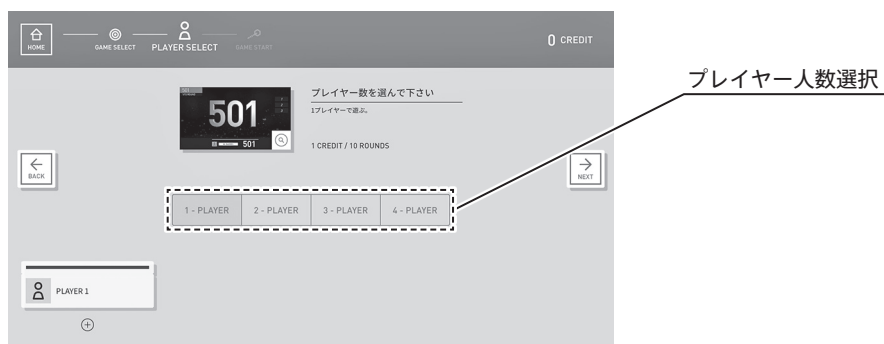 HOME
GAME SELECT
PLAYER SELECT
GAME START
0 CREDIT
プレイヤー人数選択
501
501
プレイヤー数を選んで下さい
1プレイヤーで遊ぶ。
501
1 CREDIT / 10 ROUNDS
BACK
NEXT
1 - PLAYER
2 - PLAYER
3 - PLAYER
4 - PLAYER
PLAYER 1